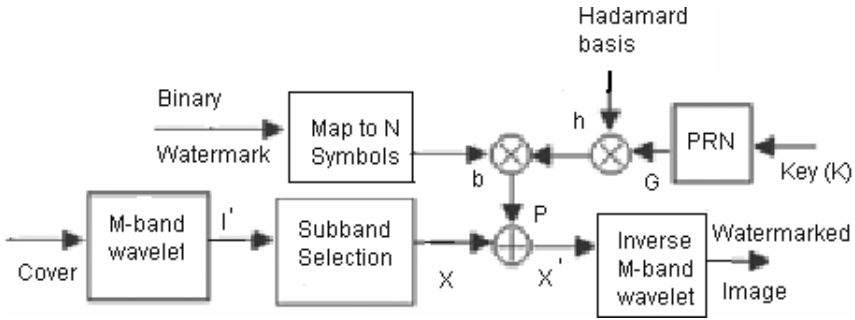 Hadamard
basis
Binary
Watermark
Map to N
Symbols
h
PRN
b
G
Key (K)
P
M-band
wavelet
I'
Subband
Selection
X
X'
Inverse
M-band
wavelet
Watermarked
Image
Cover